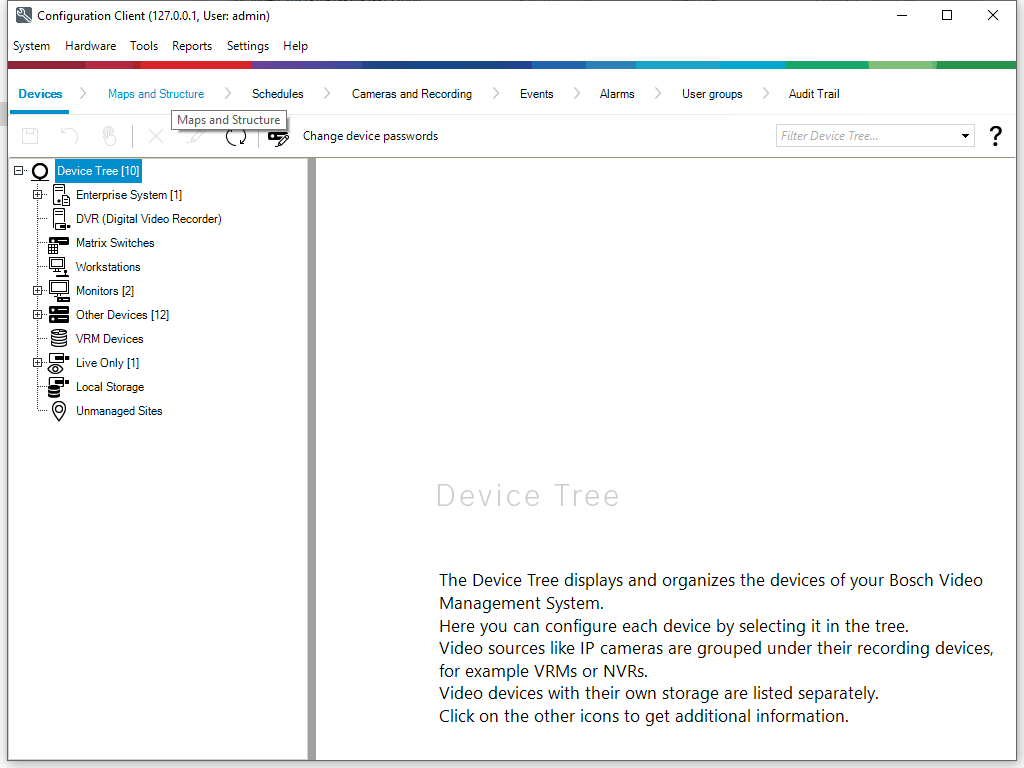 Configuration Client (127.0.0.1, User: admin)
System Hardware Tools Reports Settings Help
Devices Maps and Structure Schedules Cameras and Recording Events Alarms User groups Audit Trail
Maps and Structure
Change device passwords
Filter Device Tree...
?
Device Tree [10]
Enterprise System [1]
DVR (Digital Video Recorder)
Matrix Switches
Workstations
Monitors [2]
Other Devices [12]
VRM Devices
Live Only [1]
Local Storage
Unmanaged Sites
Device Tree
The Device Tree displays and organizes the devices of your Bosch Video
Management System.
Here you can configure each device by selecting it in the tree.
Video sources like IP cameras are grouped under their recording devices,
for example VRMs or NVRs.
Video devices with their own storage are listed separately.
Click on the other icons to get additional information.